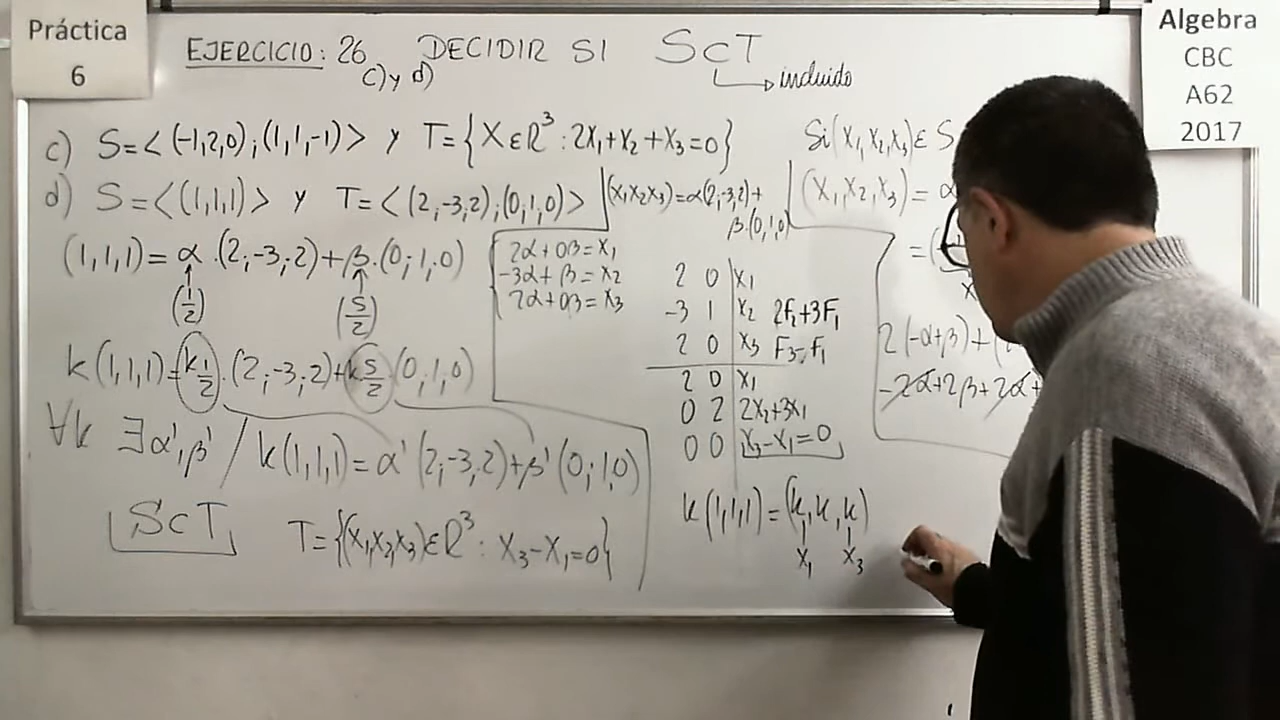 Práctica
6
Algebra
CBC
A62
2017
EJERCICIO: 26 c) y d) DECIDIR SI S⊂T
incluido
c) S=<(-1,2,0);(1,1,-1)> y T={X∈R³: 2X₁+X₂+X₃=0}
d) S=<(1,1,1)> y T=<(2,-3,2);(0,1,0)>
(1,1,1)=α.(2,-3,2)+β.(0,1,0)
(1/2) (5/2)
k(1,1,1)=k1/2.(2,-3,2)+k5/2(0,1,0)
∀k ∃α',β' / k(1,1,1)=α'(2,-3,2)+β'(0,1,0)
S⊂T T={(X₁,X₂,X₃)∈R³: X₃-X₁=0}
(X₁X₂X₃)=α(2,-3,2)+
β.(0,1,0)
2α+0β=X₁
-3α+β=X₂
2α+0β=X₃
2 0 | X₁
-3 1 | X₂ 2F₂+3F₁
2 0 | X₃ F₃-F₁
2 0 | X₁
0 2 | 2X₂+3X₁
0 0 | X₃-X₁=0
k(1,1,1)=(k,k,k)
X₁ X₃
Si(X₁,X₂,X₃)∈S
(X₁,X₂,X₃)=α
=(
X
2(-α+β)+(
-2α+2β+2α+